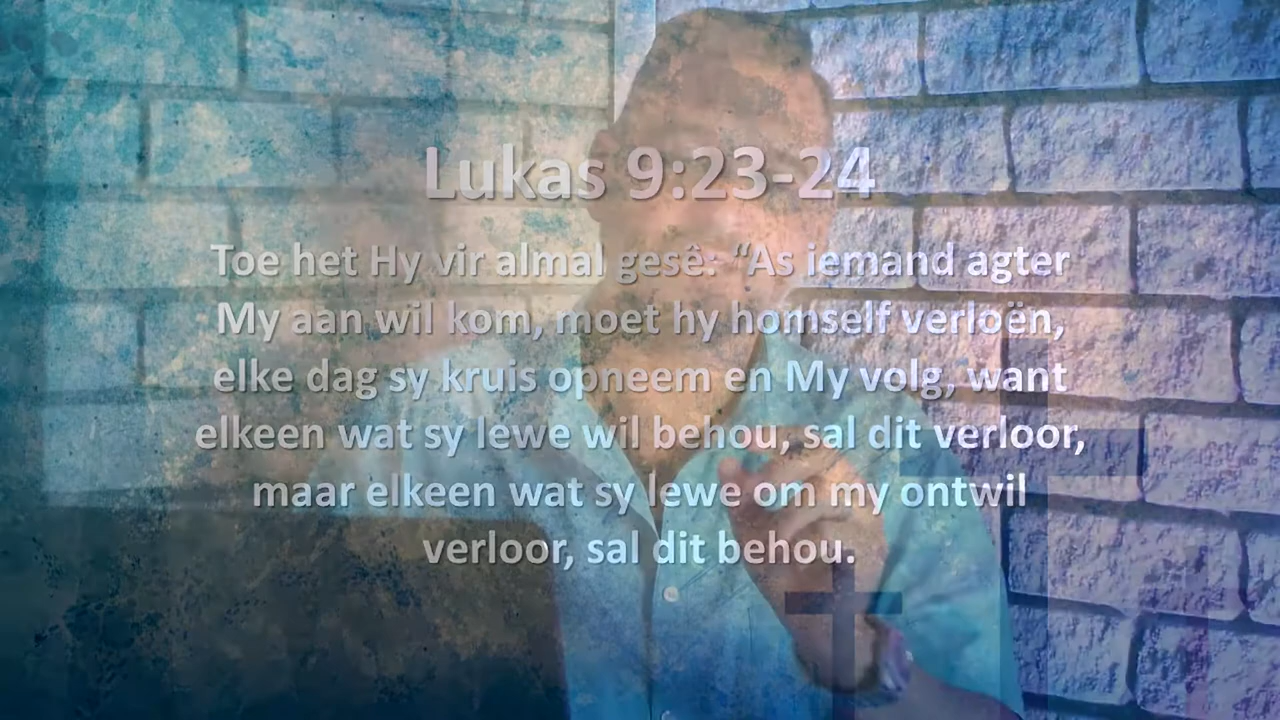 Lukas 9:23-24
Toe het Hy vir almal gesê: “As iemand agter
My aan wil kom, moet hy homself verloën,
elke dag sy kruis opneem en My volg, want
elkeen wat sy lewe wil behou, sal dit verloor,
maar elkeen wat sy lewe om my ontwil
verloor, sal dit behou.